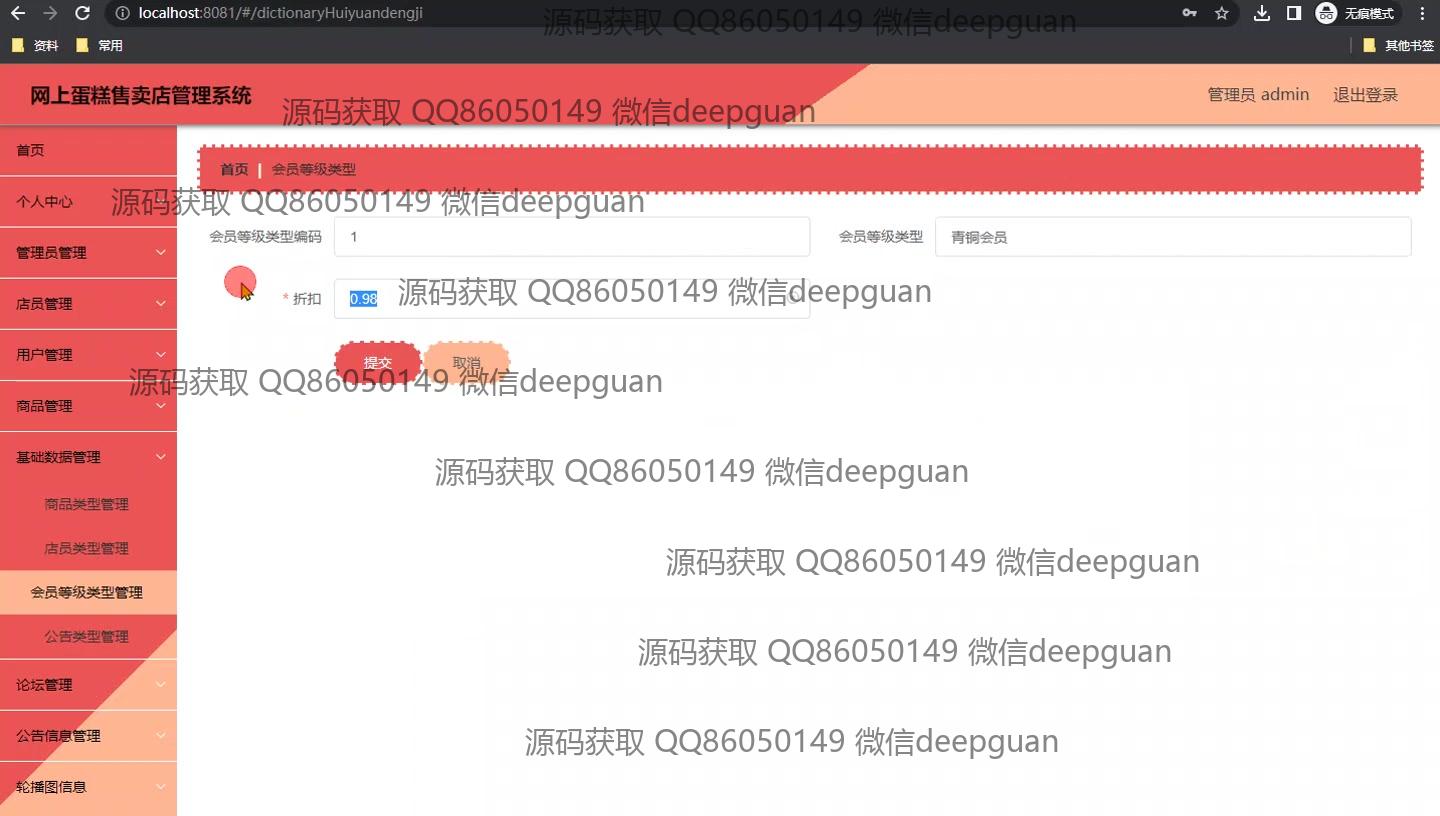 localhost:8081/#/dictionaryHuiyuandengji
无痕模式
资料
常用
其他书签
源码获取 QQ86050149 微信deepguan
网上蛋糕售卖店管理系统
管理员 admin
退出登录
源码获取 QQ86050149 微信deepguan
首页
首页 | 会员等级类型
个人中心
源码获取 QQ86050149 微信deepguan
会员等级类型编码
1
会员等级类型
青铜会员
管理员管理
* 折扣
0.98
源码获取 QQ86050149 微信deepguan
店员管理
用户管理
提交
取消
源码获取 QQ86050149 微信deepguan
商品管理
基础数据管理
源码获取 QQ86050149 微信deepguan
商品类型管理
店员类型管理
源码获取 QQ86050149 微信deepguan
会员等级类型管理
公告类型管理
源码获取 QQ86050149 微信deepguan
论坛管理
公告信息管理
源码获取 QQ86050149 微信deepguan
轮播图信息